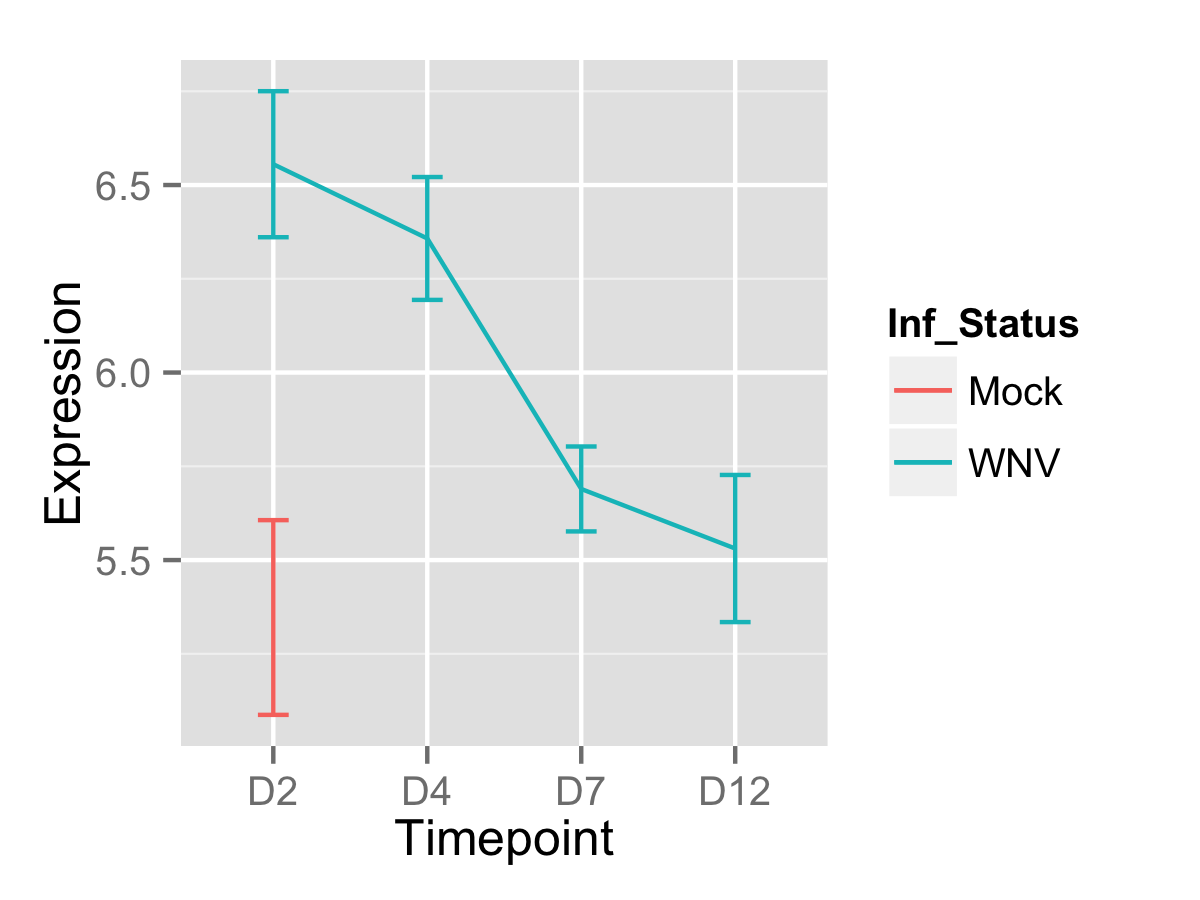 Expression
6.5
6.0
5.5
D2 D4 D7 D12
Timepoint
Inf_Status
Mock
WNV